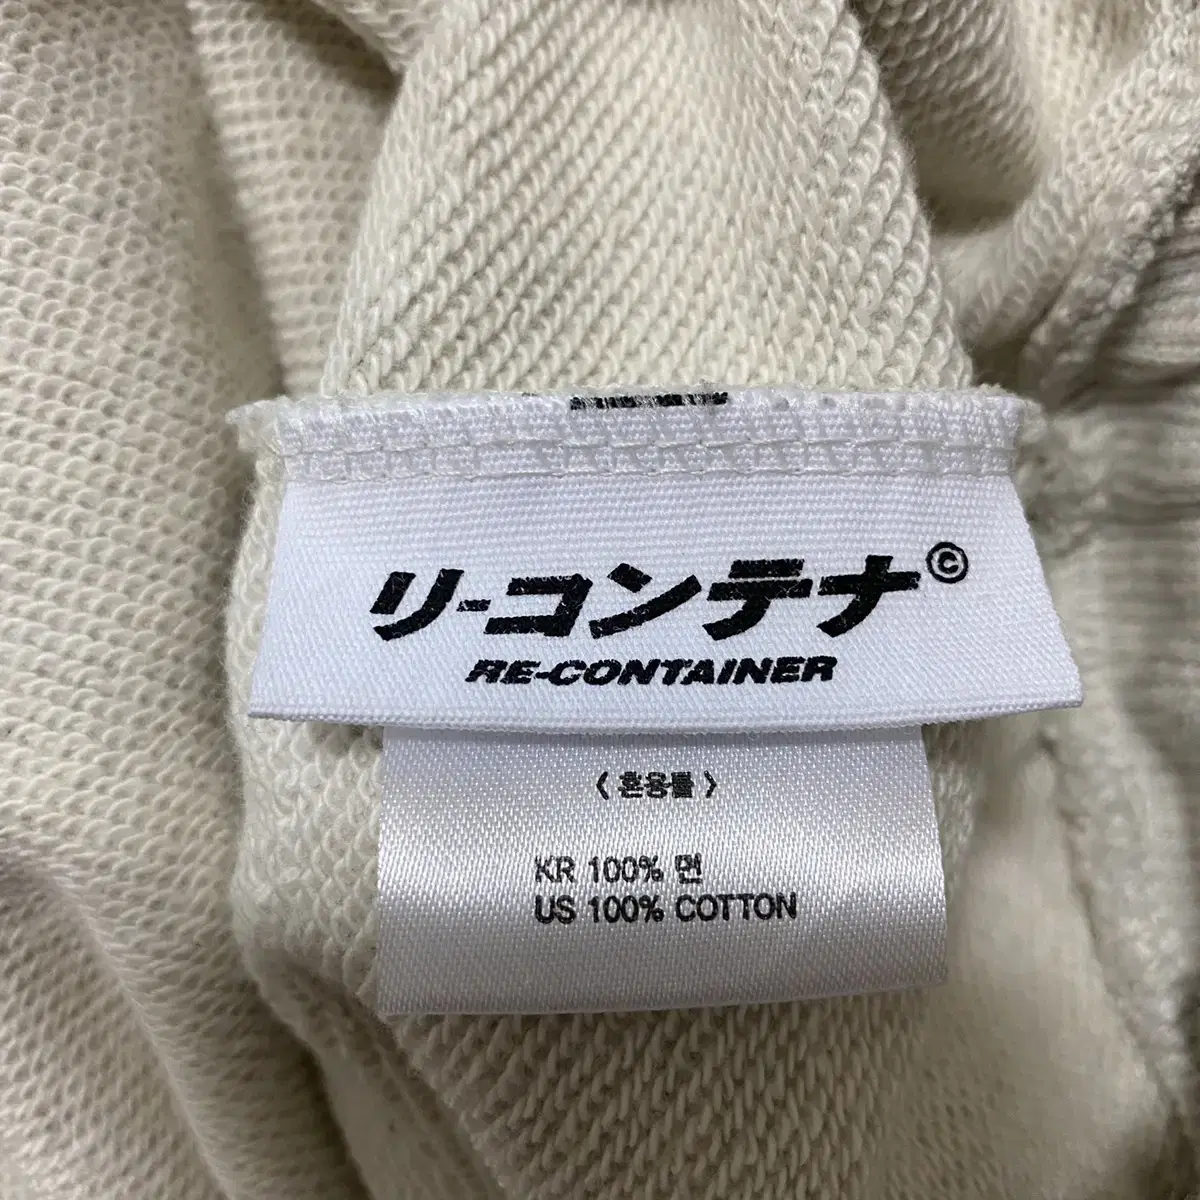 リ-コンテナ©
RE-CONTAINER
〈 혼용률 〉
KR 100% 면
US 100% COTTON